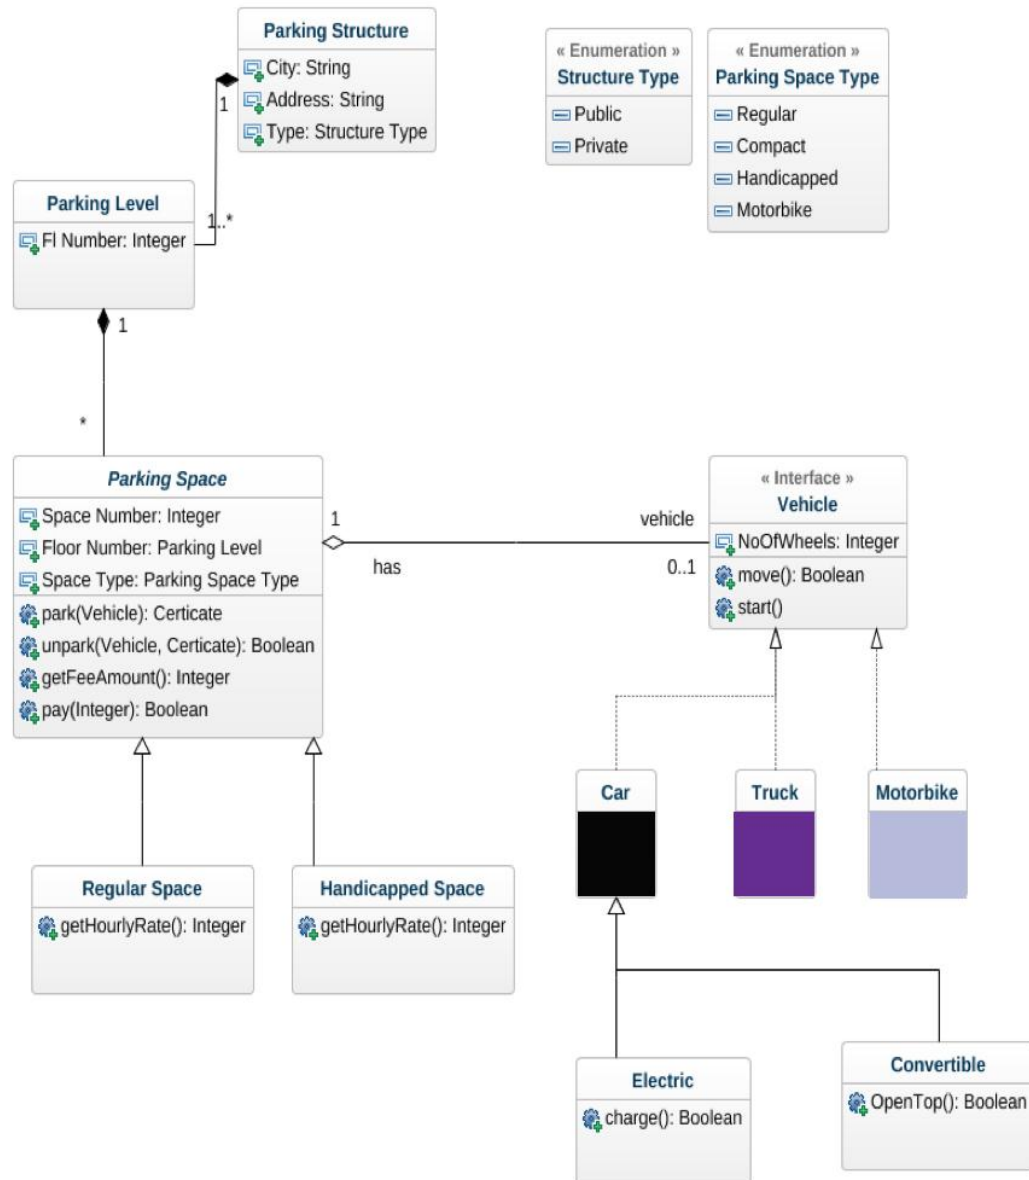 Parking Structure
City: String
Address: String
Type: Structure Type
« Enumeration »
Structure Type
Public
Private
« Enumeration »
Parking Space Type
Regular
Compact
Handicapped
Motorbike
1
Parking Level
Fl Number: Integer
1..*
1
*
Parking Space
Space Number: Integer
Floor Number: Parking Level
Space Type: Parking Space Type
park(Vehicle): Certicate
unpark(Vehicle, Certicate): Boolean
getFeeAmount(): Integer
pay(Integer): Boolean
1
has
vehicle
0..1
« Interface »
Vehicle
NoOfWheels: Integer
move(): Boolean
start()
Car
Truck
Motorbike
Regular Space
getHourlyRate(): Integer
Handicapped Space
getHourlyRate(): Integer
Electric
charge(): Boolean
Convertible
OpenTop(): Boolean